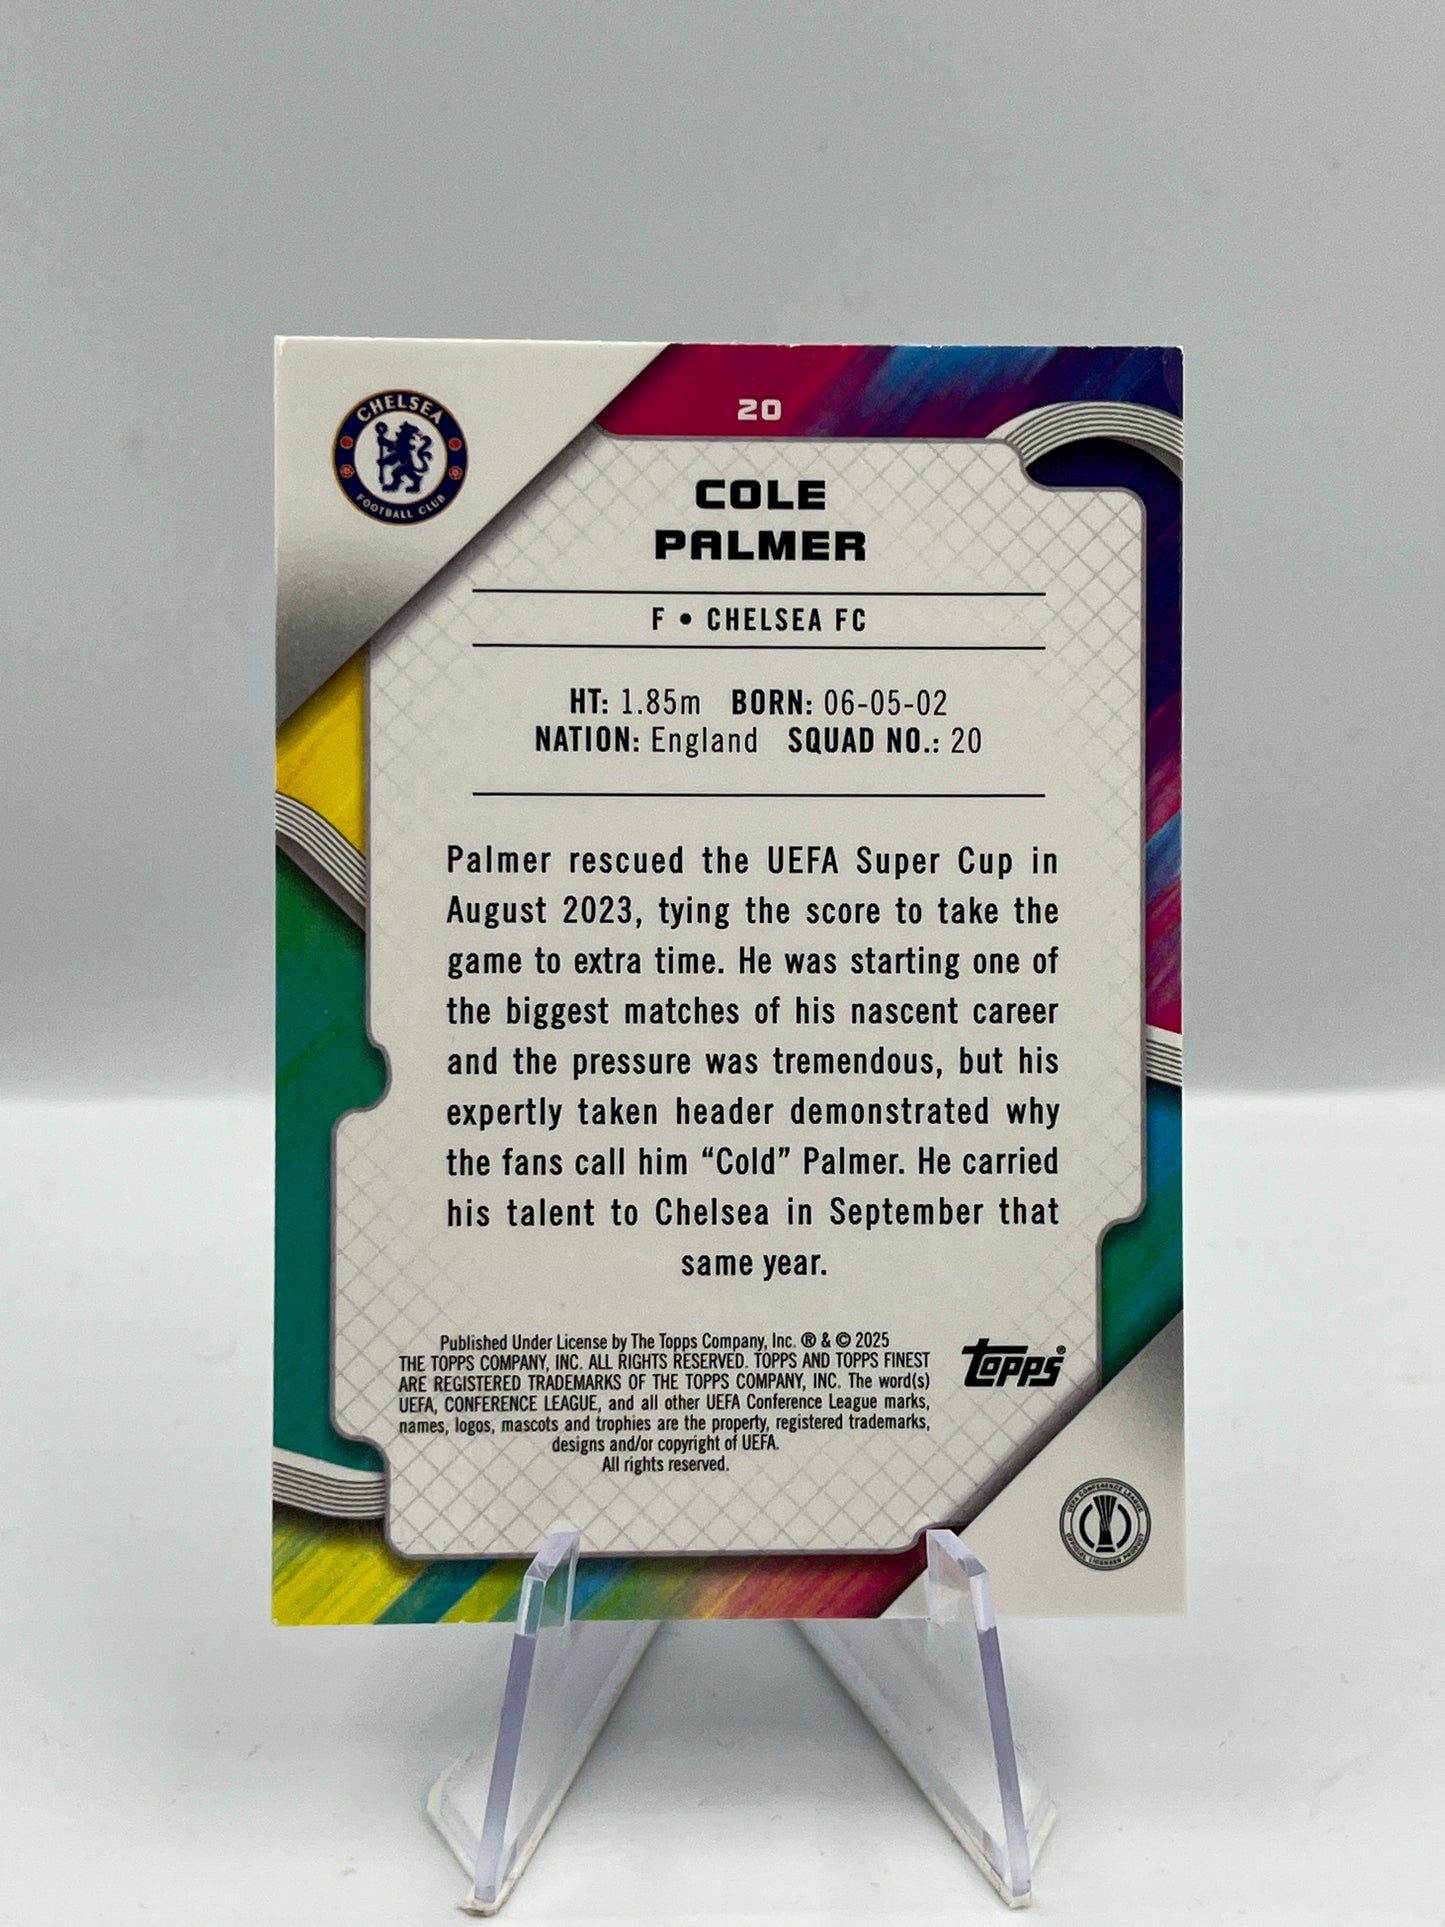 CHELSEA
FOOTBALL CLUB
20
COLE
PALMER
F • CHELSEA FC
HT: 1.85m BORN: 06-05-02
NATION: England SQUAD NO.: 20
Palmer rescued the UEFA Super Cup in
August 2023, tying the score to take the
game to extra time. He was starting one of
the biggest matches of his nascent career
and the pressure was tremendous, but his
expertly taken header demonstrated why
the fans call him “Cold” Palmer. He carried
his talent to Chelsea in September that
same year.
Published Under License by The Topps Company, Inc. ® & © 2025
THE TOPPS COMPANY, INC. ALL RIGHTS RESERVED. TOPPS AND TOPPS FINEST
ARE REGISTERED TRADEMARKS OF THE TOPPS COMPANY, INC. The word(s)
UEFA, CONFERENCE LEAGUE, and all other UEFA Conference League marks,
names, logos, mascots and trophies are the property, registered trademarks,
designs and/or copyright of UEFA.
All rights reserved.
topps®
UEFA CONFERENCE LEAGUE
OFFICIAL LICENSED PRODUCT